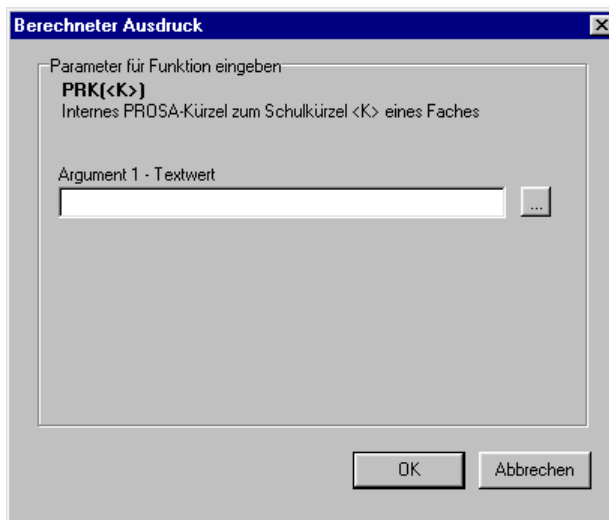 Berechneter Ausdruck
Parameter für Funktion eingeben
PRK(<K>)
Internes PROSA-Kürzel zum Schulkürzel <K> eines Faches
Argument 1 - Textwert
...
OK
Abbrechen